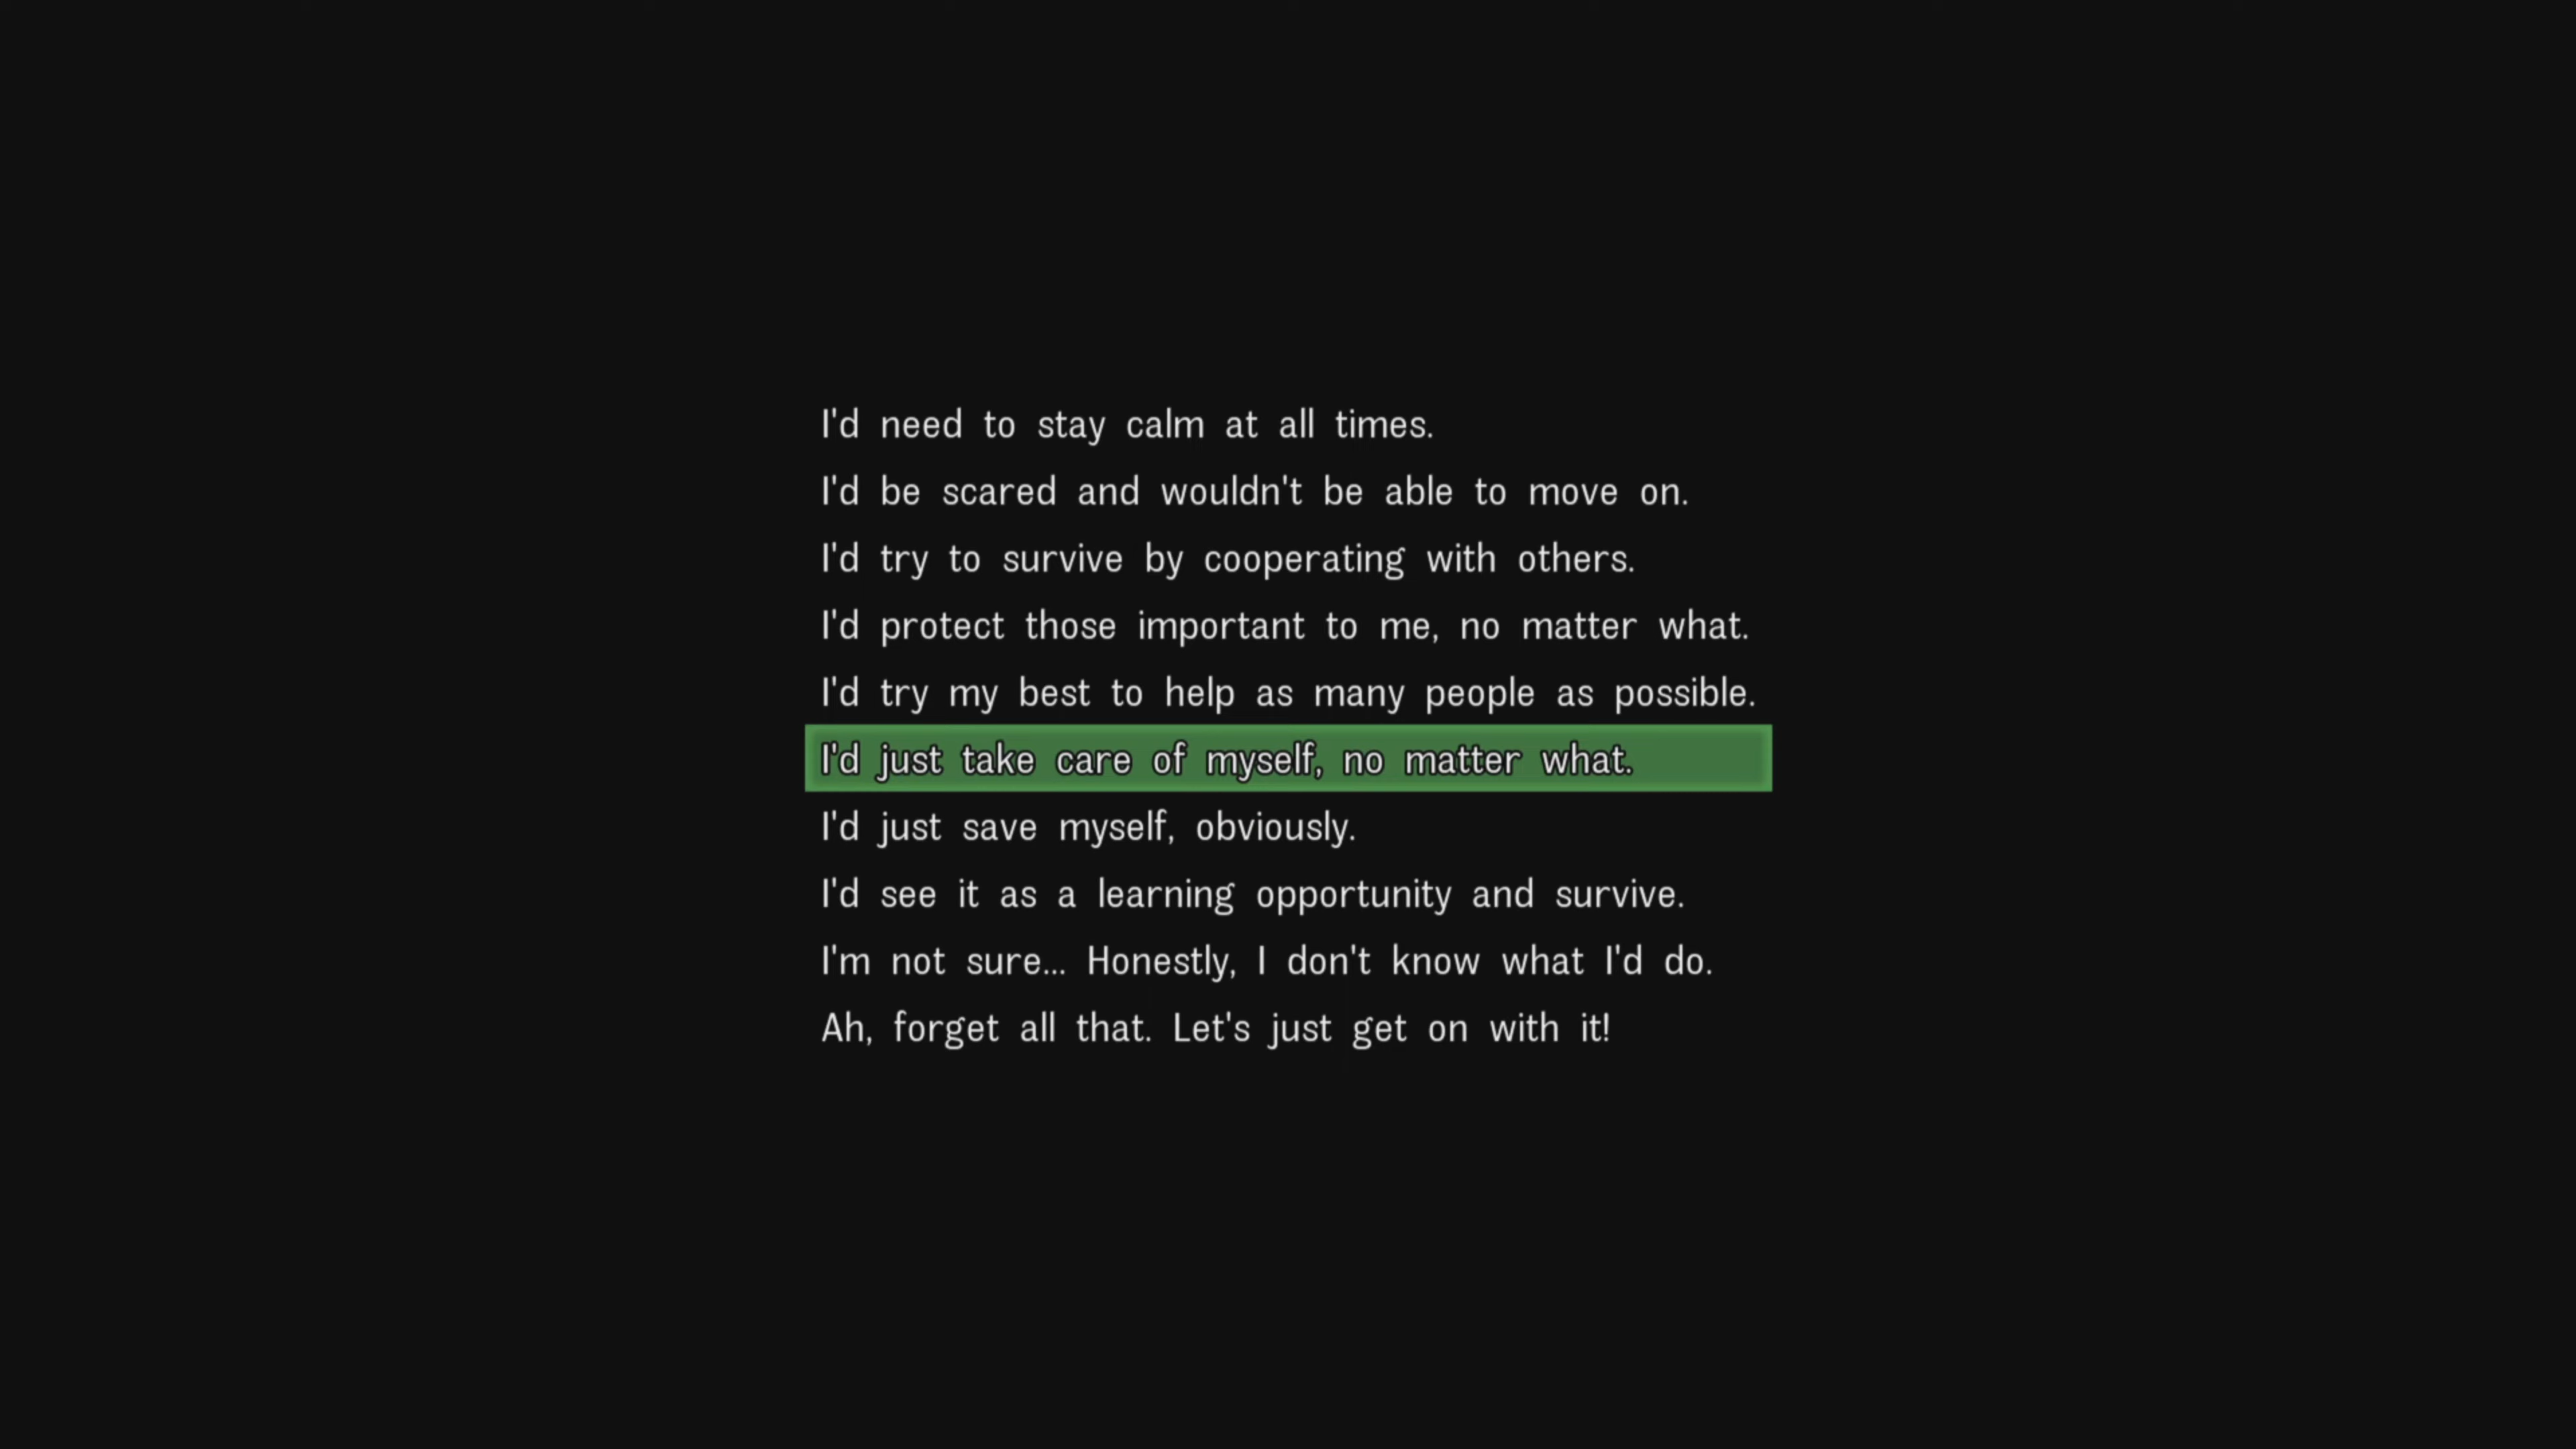 I'd need to stay calm at all times.
I'd be scared and wouldn't be able to move on.
I'd try to survive by cooperating with others.
I'd protect those important to me, no matter what.
I'd try my best to help as many people as possible.
I'd just take care of myself, no matter what.
I'd just save myself, obviously.
I'd see it as a learning opportunity and survive.
I'm not sure... Honestly, I don't know what I'd do.
Ah, forget all that. Let's just get on with it!